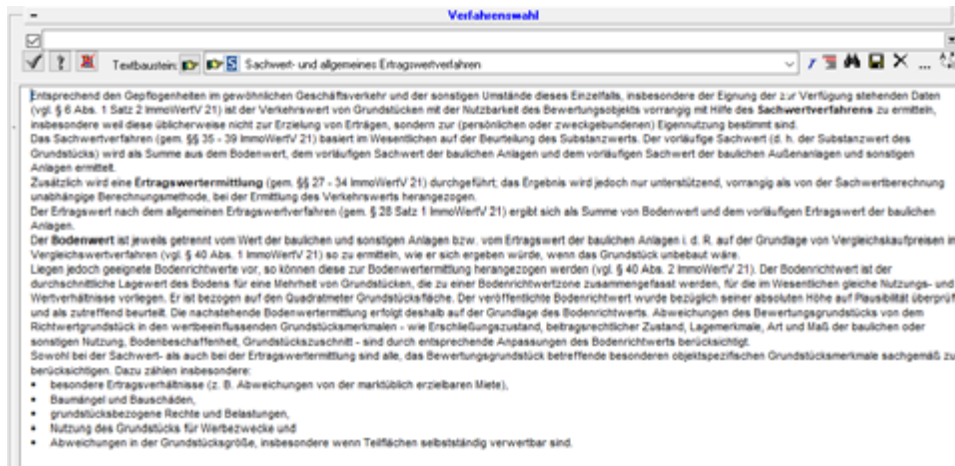 Verfahrenswahl
Textbaustein: S Sachwert- und allgemeines Ertragswertverfahren
Entsprechend den Gepflogenheiten im gewöhnlichen Geschäftsverkehr und der sonstigen Umstände dieses Einzelfalls, insbesondere der Eignung der zur Verfügung stehenden Daten
(vgl. § 6 Abs. 1 Satz 2 ImmoWertV 21) ist der Verkehrswert von Grundstücken mit der Nutzbarkeit des Bewertungsobjekts vorrangig mit Hilfe des Sachwertverfahrens zu ermitteln,
insbesondere weil diese üblicherweise nicht zur Erzielung von Erträgen, sondern zur (persönlichen oder zweckgebundenen) Eigennutzung bestimmt sind.
Das Sachwertverfahren (gem. §§ 35 - 39 ImmoWertV 21) basiert im Wesentlichen auf der Beurteilung des Substanzwerts. Der vorläufige Sachwert (d. h. der Substanzwert des
Grundstücks) wird als Summe aus dem Bodenwert, dem vorläufigen Sachwert der baulichen Anlagen und dem vorläufigen Sachwert der baulichen Außenanlagen und sonstigen
Anlagen ermittelt.
Zusätzlich wird eine Ertragswertermittlung (gem. §§ 27 - 34 ImmoWertV 21) durchgeführt; das Ergebnis wird jedoch nur unterstützend, vorrangig als von der Sachwertberechnung
unabhängige Berechnungsmethode, bei der Ermittlung des Verkehrswerts herangezogen.
Der Ertragswert nach dem allgemeinen Ertragswertverfahren (gem. § 28 Satz 1 ImmoWertV 21) ergibt sich als Summe von Bodenwert und dem vorläufigen Ertragswert der baulichen
Anlagen.
Der Bodenwert ist jeweils getrennt vom Wert der baulichen und sonstigen Anlagen bzw. vom Ertragswert der baulichen Anlagen i. d. R. auf der Grundlage von Vergleichskaufpreisen im
Vergleichswertverfahren (vgl. § 40 Abs. 1 ImmoWertV 21) so zu ermitteln, wie er sich ergeben würde, wenn das Grundstück unbebaut wäre.
Liegen jedoch geeignete Bodenrichtwerte vor, so können diese zur Bodenwertermittlung herangezogen werden (vgl. § 40 Abs. 2 ImmoWertV 21). Der Bodenrichtwert ist der
durchschnittliche Lagewert des Bodens für eine Mehrheit von Grundstücken, die zu einer Bodenrichtwertzone zusammengefasst werden, für die im Wesentlichen gleiche Nutzungs- und
Wertverhältnisse vorliegen. Er ist bezogen auf den Quadratmeter Grundstücksfläche. Der veröffentlichte Bodenrichtwert wurde bezüglich seiner absoluten Höhe auf Plausibilität überprüf
und als zutreffend beurteilt. Die nachstehende Bodenwertermittlung erfolgt deshalb auf der Grundlage des Bodenrichtwerts. Abweichungen des Bewertungsgrundstücks von dem
Richtwertgrundstück in den wertbeeinflussenden Grundstücksmerkmalen - wie Erschließungszustand, beitragsrechtlicher Zustand, Lagemerkmale, Art und Maß der baulichen oder
sonstigen Nutzung, Bodenbeschaffenheit, Grundstückszuschnitt - sind durch entsprechende Anpassungen des Bodenrichtwerts berücksichtigt.
Sowohl bei der Sachwert- als auch bei der Ertragswertermittlung sind alle, das Bewertungsgrundstück betreffende besonderen objektspezifischen Grundstücksmerkmale sachgemäß zu
berücksichtigen. Dazu zählen insbesondere:
• besondere Ertragsverhältnisse (z. B. Abweichungen von der marktüblich erzielbaren Miete),
• Baumängel und Bauschäden,
• grundstücksbezogene Rechte und Belastungen,
• Nutzung des Grundstücks für Werbezwecke und
• Abweichungen in der Grundstücksgröße, insbesondere wenn Teilflächen selbstständig verwertbar sind.